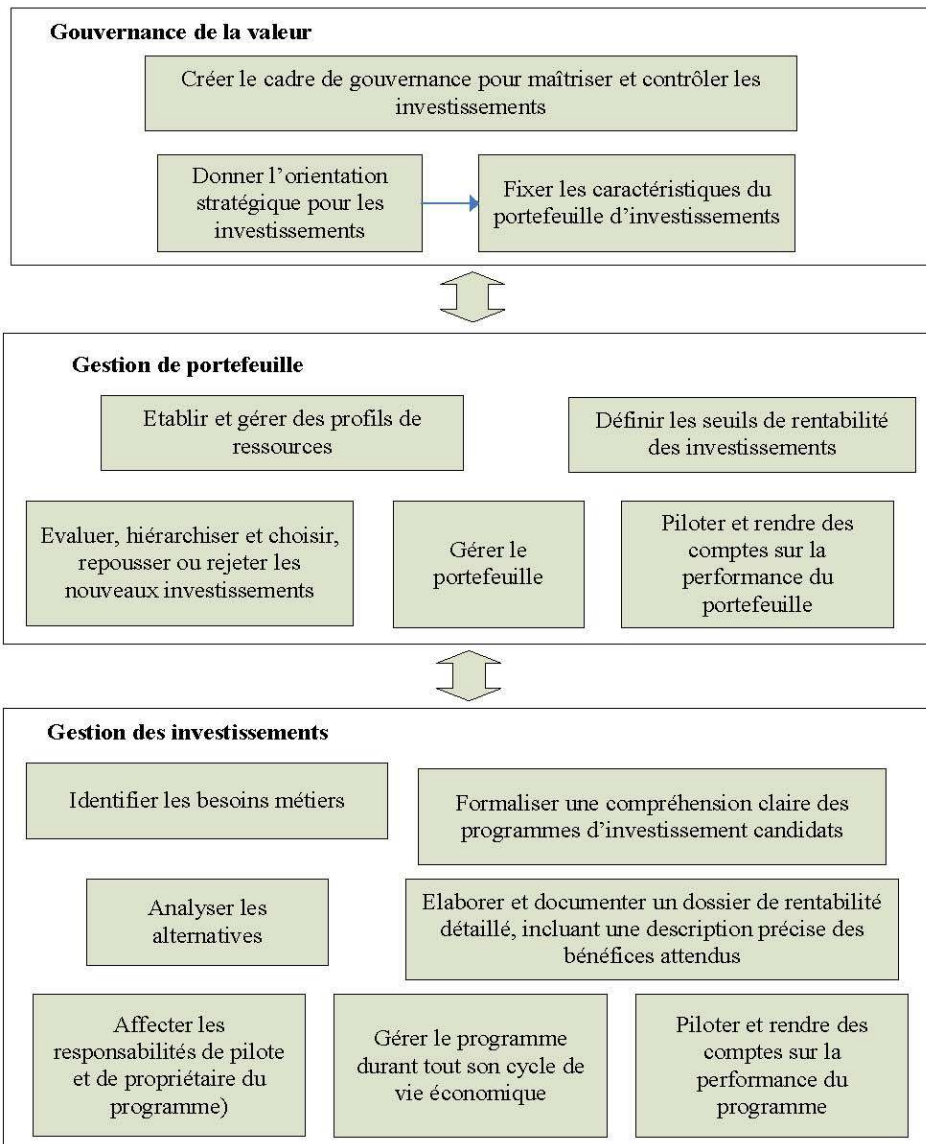 Gouvernance de la valeur
Créer le cadre de gouvernance pour maîtriser et contrôler les
investissements
Donner l’orientation
stratégique pour les
investissements
Fixer les caractéristiques du
portefeuille d’investissements
Gestion de portefeuille
Etablir et gérer des profils de
ressources
Définir les seuils de rentabilité
des investissements
Evaluer, hiérarchiser et choisir,
repousser ou rejeter les
nouveaux investissements
Gérer le
portefeuille
Piloter et rendre des
comptes sur la
performance du
portefeuille
Gestion des investissements
Identifier les besoins métiers
Formaliser une compréhension claire des
programmes d’investissement candidats
Analyser les
alternatives
Elaborer et documenter un dossier de rentabilité
détaillé, incluant une description précise des
bénéfices attendus
Affecter les
responsabilités de pilote
et de propriétaire du
programme)
Gérer le programme
durant tout son cycle de
vie économique
Piloter et rendre des
comptes sur la
performance du
programme